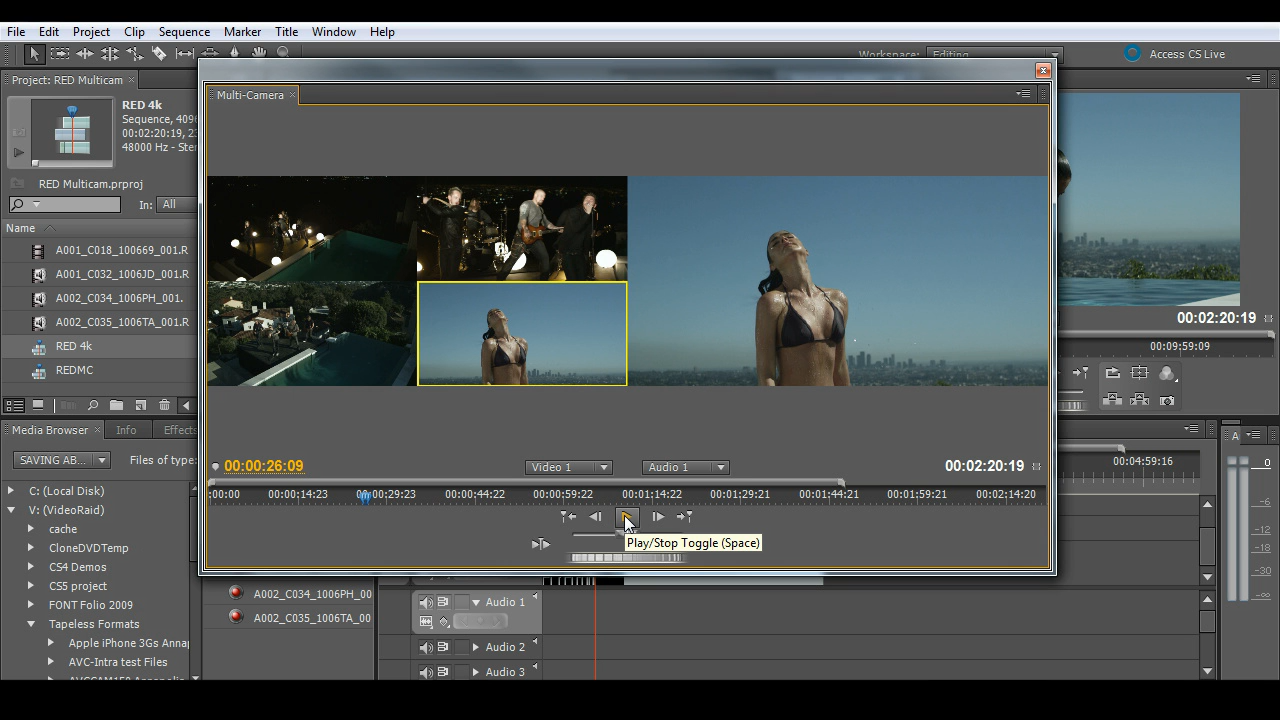 File Edit Project Clip Sequence Marker Title Window Help
Workspace: Editing
Access CS Live
Project: RED Multicam
RED 4k
Sequence, 4096
00:02:20:19, 23
48000 Hz - Ster
RED Multicam.prproj
In: All
Name
A001_C018_100669_001.R
A001_C032_1006JD_001.R
A002_C034_1006PH_001.
A002_C035_1006TA_001.R
RED 4k
REDMC
Multi-Camera
00:00:26:09
Video 1
Audio 1
00:02:20:19
;00:00 00:00:14:23 00:00:29:23 00:00:44:22 00:00:59:22 00:01:14:22 00:01:29:21 00:01:44:21 00:01:59:21 00:02:14:20
Play/Stop Toggle (Space)
00:02:20:19
00:09:59:09
Media Browser Info Effects
SAVING AB... Files of type:
C: (Local Disk)
V: (VideoRaid)
cache
CloneDVDTemp
CS4 Demos
CS5 project
FONT Folio 2009
Tapeless Formats
Apple iPhone 3Gs Annap
AVC-Intra test Files
A002_C034_1006PH_00
A002_C035_1006TA_00
Audio 1
Audio 2
Audio 3
00:04:59:16
A
0
-6
-12
-18
-30
-∞